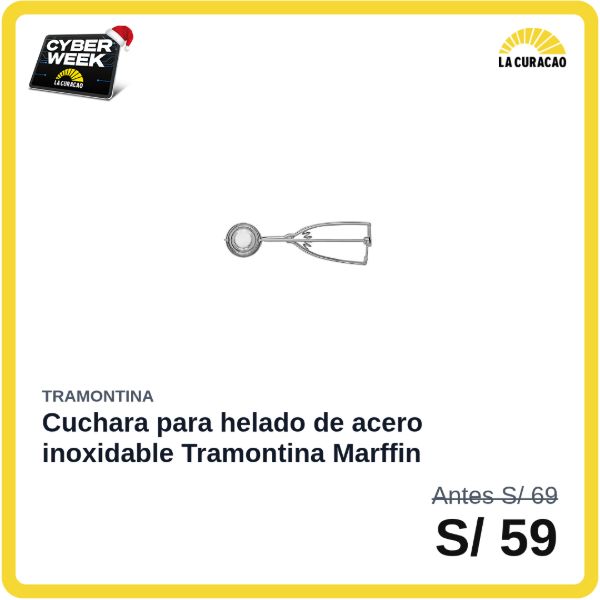 CYBER
WEEK
LA CURACAO
LA CURACAO
TRAMONTINA
Cuchara para helado de acero
inoxidable Tramontina Marffin
Antes S/ 69
S/ 59